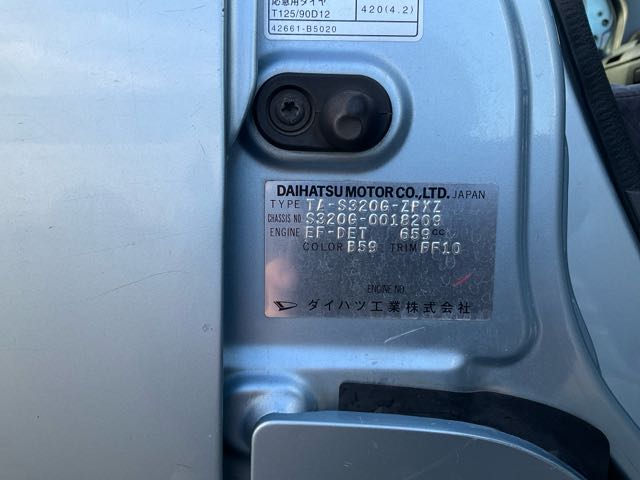 応急用タイヤ
T125/90D12 420(4.2)
42661-B5020
DAIHATSU MOTOR CO.,LTD. JAPAN
TYPE TA-S320G-ZPXZ
CHASSIS NO S320G-0018209
ENGINE EF-DET 659cc
COLOR B59 TRIM FF10
ENGINE NO.
ダイハツ工業株式会社